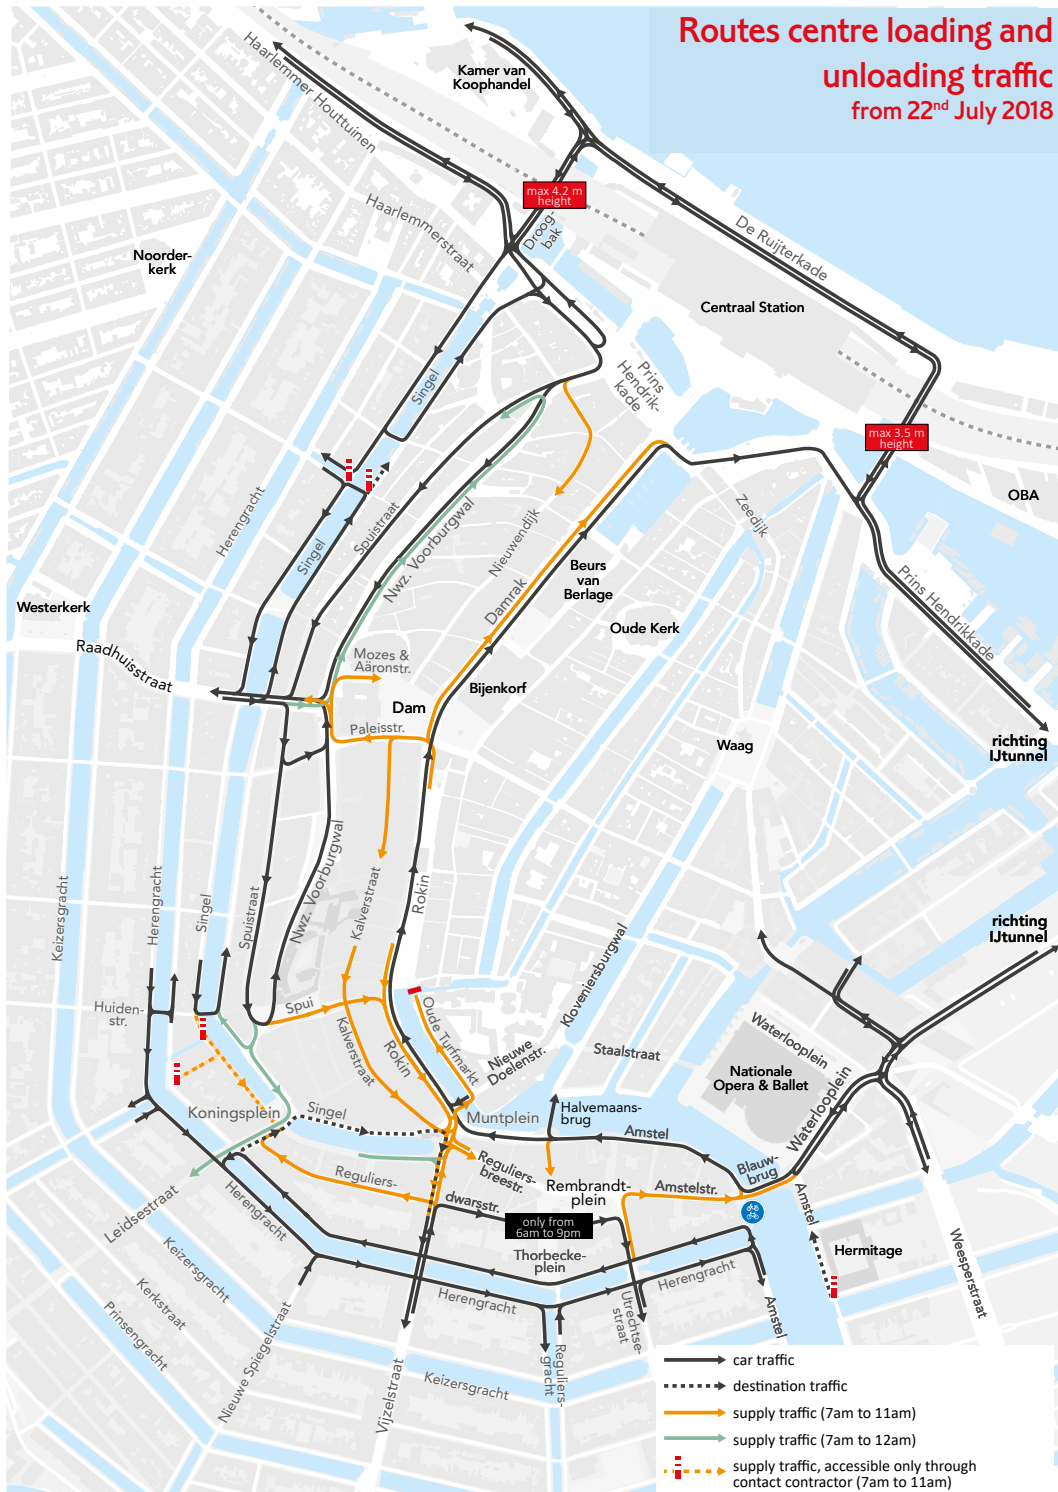 Routes centre loading and
unloading traffic
from 22nd July 2018
Kamer van
Koophandel
Haarlemmer Houttuinen
max 4.2 m
height
Haarlemmerstraat
Droog-
bak
De Ruijterkade
Noorder-
kerk
Centraal Station
Prins
Hendrik-
kade
Singel
max 3.5 m
height
OBA
Herengracht
Spuistraat
Nwz. Voorburgwal
Nieuwendijk
Zeedijk
Singel
Damrak
Beurs
van
Berlage
Prins Hendrikkade
Westerkerk
Oude Kerk
Raadhuisstraat
Mozes &
Aäronstr.
Bijenkorf
Dam
Paleisstr.
Waag
richting
IJtunnel
Keizersgracht
Herengracht
Singel
Spuistraat
Nwz. Voorburgwal
Kalverstraat
Rokin
richting
IJtunnel
Kloveniersburgwal
Huiden-
str.
Spui
Kalverstraat
Rokin
Oude Turfmarkt
Nieuwe
Doelenstr.
Staalstraat
Waterlooplein
Nationale
Opera & Ballet
Waterlooplein
Koningsplein
Singel
Muntplein
Halvemaans-
brug
Amstel
Blauw-
brug
Reguliers-
dwarsstr.
Reguliers-
breestr.
Rembrandt-
plein
Amstelstr.
Leidsestraat
Herengracht
only from
6am to 9pm
Amstel
Hermitage
Weesperstraat
Keizersgracht
Kerkstraat
Prinsengracht
Thorbecke-
plein
Herengracht
Herengracht
Utrechtse-
straat
Amstel
Nieuwe Spiegelstraat
Vijzelstraat
Keizersgracht
Reguliers-
gracht
car traffic
destination traffic
supply traffic (7am to 11am)
supply traffic (7am to 12am)
supply traffic, accessible only through
contact contractor (7am to 11am)